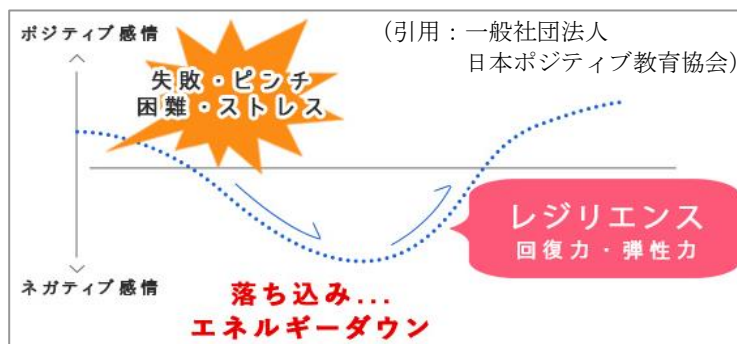 ポジティブ感情
(引用:一般社団法人
日本ポジティブ教育協会)
失敗・ピンチ
困難・ストレス
レジリエンス
回復力・弾性力
ネガティブ感情
落ち込み...
エネルギーダウン